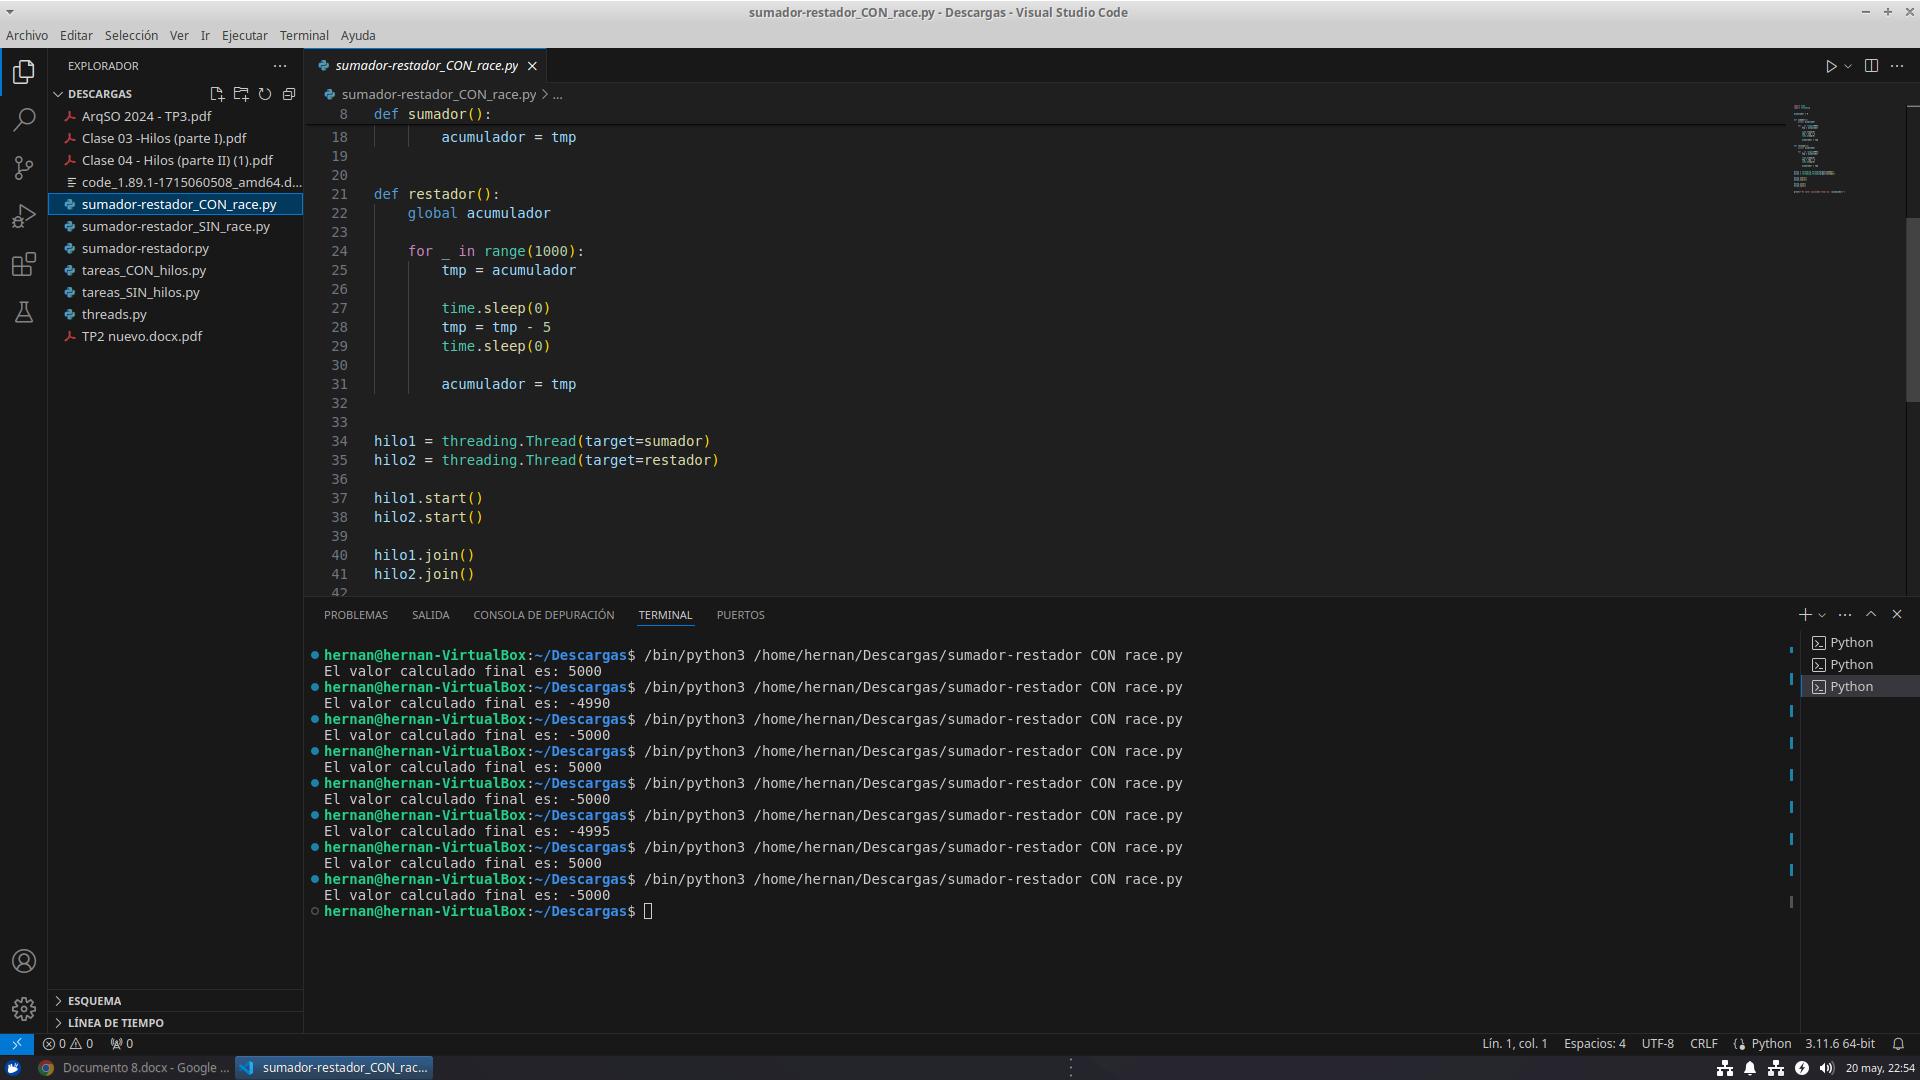 sumador-restador_CON_race.py - Descargas - Visual Studio Code
Archivo Editar Selección Ver Ir Ejecutar Terminal Ayuda
EXPLORADOR
DESCARGAS
ArqSO 2024 - TP3.pdf
Clase 03 -Hilos (parte I).pdf
Clase 04 - Hilos (parte II) (1).pdf
code_1.89.1-1715060508_amd64.d...
sumador-restador_CON_race.py
sumador-restador_SIN_race.py
sumador-restador.py
tareas_CON_hilos.py
tareas_SIN_hilos.py
threads.py
TP2 nuevo.docx.pdf
ESQUEMA
LÍNEA DE TIEMPO
sumador-restador_CON_race.py
sumador-restador_CON_race.py > ...
8 def sumador():
18 acumulador = tmp
19
20
21 def restador():
22 global acumulador
23
24 for _ in range(1000):
25 tmp = acumulador
26
27 time.sleep(0)
28 tmp = tmp - 5
29 time.sleep(0)
30
31 acumulador = tmp
32
33
34 hilo1 = threading.Thread(target=sumador)
35 hilo2 = threading.Thread(target=restador)
36
37 hilo1.start()
38 hilo2.start()
39
40 hilo1.join()
41 hilo2.join()
42
PROBLEMAS SALIDA CONSOLA DE DEPURACIÓN TERMINAL PUERTOS
hernan@hernan-VirtualBox:~/Descargas$ /bin/python3 /home/hernan/Descargas/sumador-restador CON race.py
El valor calculado final es: 5000
hernan@hernan-VirtualBox:~/Descargas$ /bin/python3 /home/hernan/Descargas/sumador-restador CON race.py
El valor calculado final es: -4990
hernan@hernan-VirtualBox:~/Descargas$ /bin/python3 /home/hernan/Descargas/sumador-restador CON race.py
El valor calculado final es: -5000
hernan@hernan-VirtualBox:~/Descargas$ /bin/python3 /home/hernan/Descargas/sumador-restador CON race.py
El valor calculado final es: 5000
hernan@hernan-VirtualBox:~/Descargas$ /bin/python3 /home/hernan/Descargas/sumador-restador CON race.py
El valor calculado final es: -5000
hernan@hernan-VirtualBox:~/Descargas$ /bin/python3 /home/hernan/Descargas/sumador-restador CON race.py
El valor calculado final es: -4995
hernan@hernan-VirtualBox:~/Descargas$ /bin/python3 /home/hernan/Descargas/sumador-restador CON race.py
El valor calculado final es: 5000
hernan@hernan-VirtualBox:~/Descargas$ /bin/python3 /home/hernan/Descargas/sumador-restador CON race.py
El valor calculado final es: -5000
hernan@hernan-VirtualBox:~/Descargas$
Python
Python
Python
0 0 0
Lín. 1, col. 1 Espacios: 4 UTF-8 CRLF Python 3.11.6 64-bit
Documento 8.docx - Google ... sumador-restador_CON_rac... 20 may, 22:54